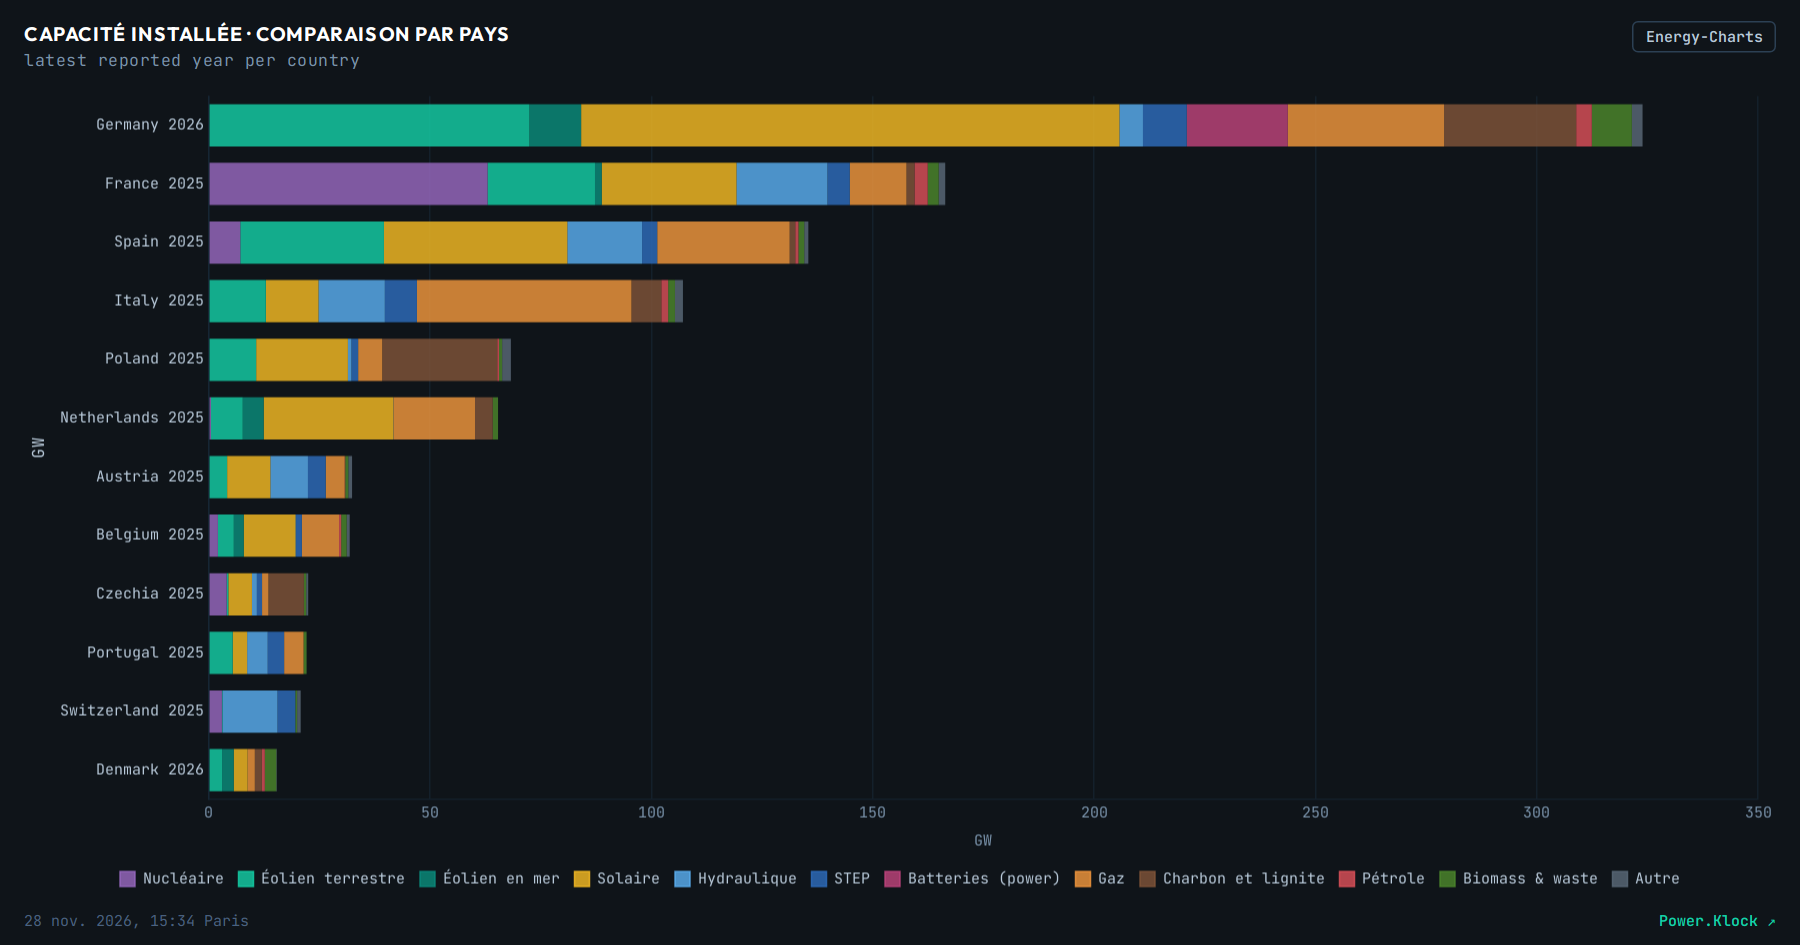 CAPACITÉ INSTALLÉE · COMPARAISON PAR PAYS
latest reported year per country
Energy-Charts
Germany 2026
France 2025
Spain 2025
Italy 2025
Poland 2025
Netherlands 2025
Austria 2025
Belgium 2025
Czechia 2025
Portugal 2025
Switzerland 2025
Denmark 2026
GW
0 50 100 150 200 250 300 350
GW
Nucléaire Éolien terrestre Éolien en mer Solaire Hydraulique STEP Batteries (power) Gaz Charbon et lignite Pétrole Biomass & waste Autre
28 nov. 2026, 15:34 Paris
Power.Klock ↗